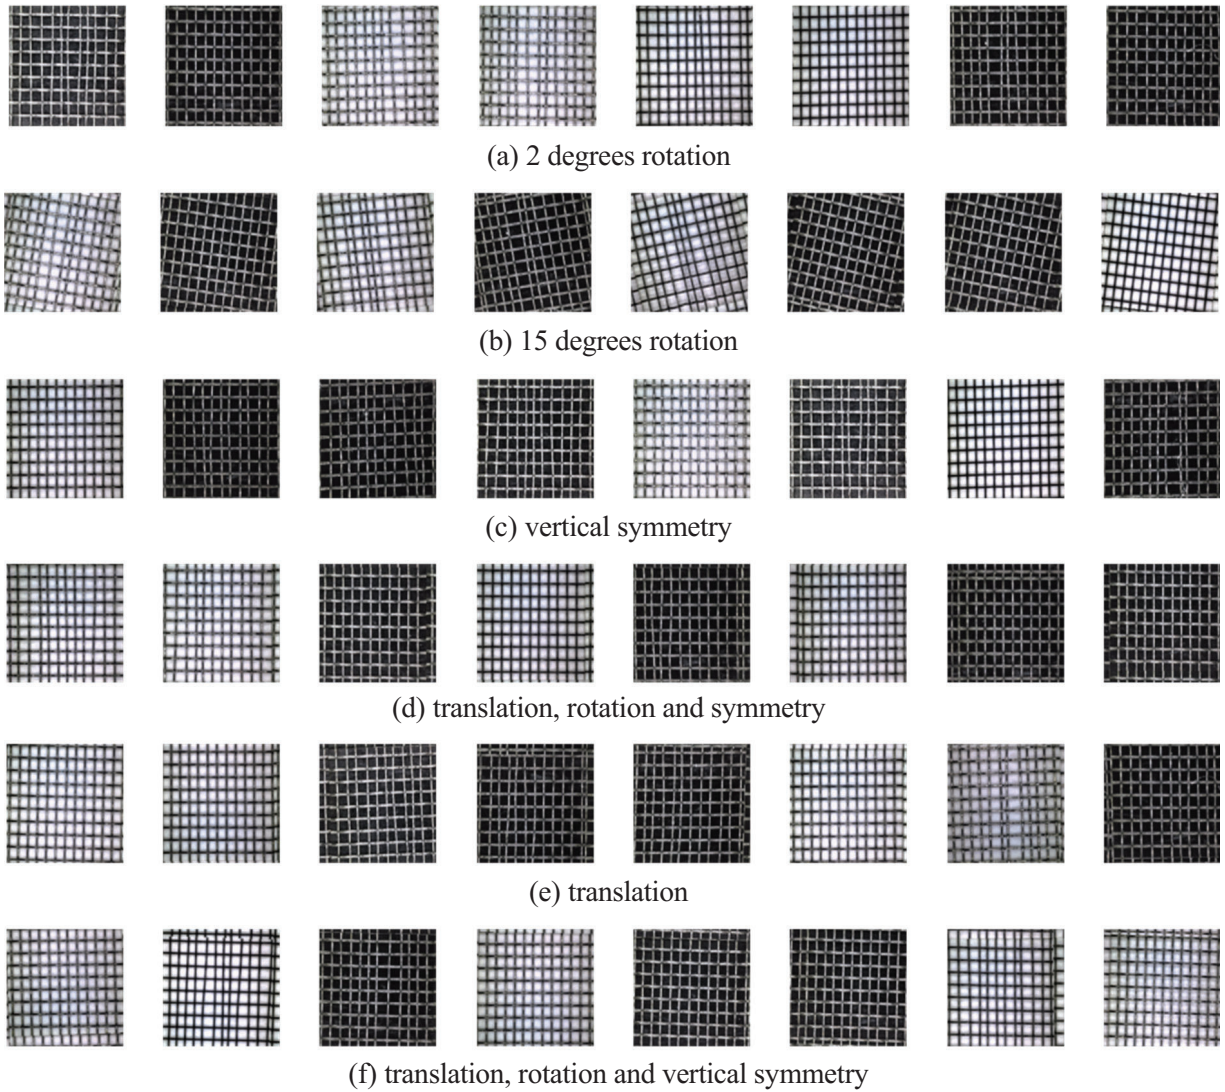 (a) 2 degrees rotation
(b) 15 degrees rotation
(c) vertical symmetry
(d) translation, rotation and symmetry
(e) translation
(f) translation, rotation and vertical symmetry